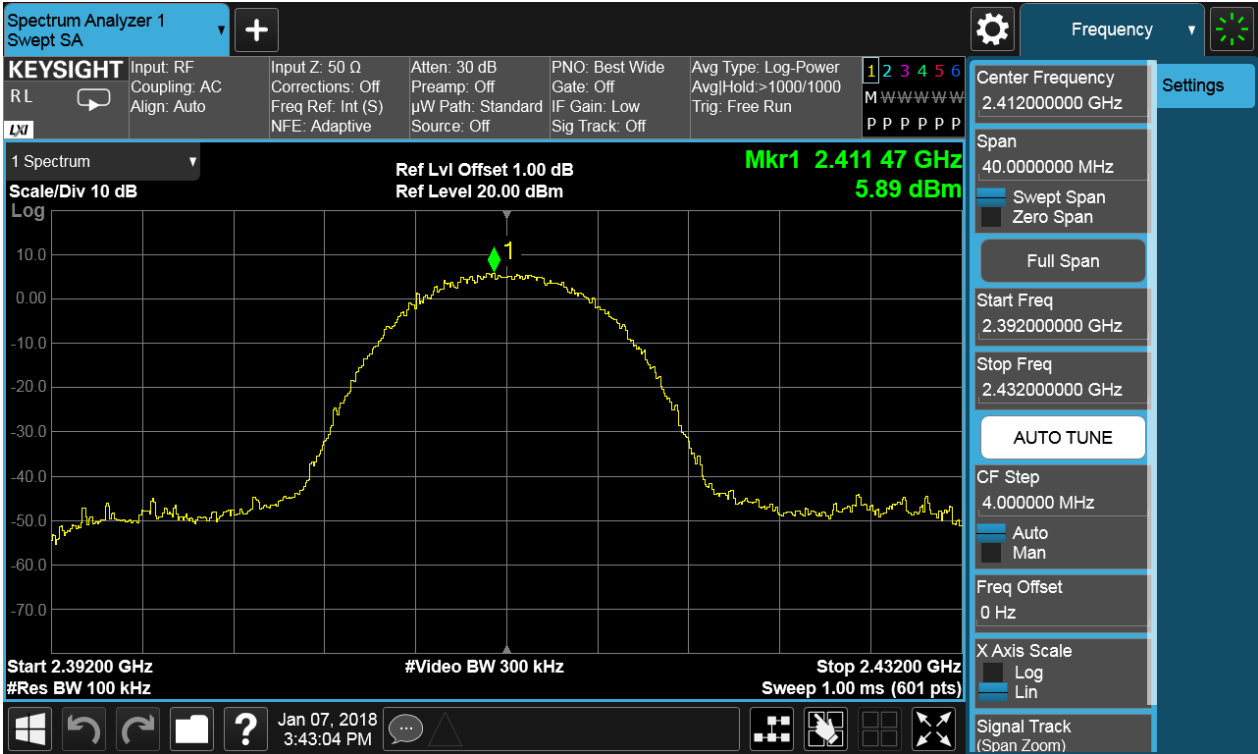 Spectrum Analyzer 1
Swept SA
+
Frequency
KEYSIGHT
R L
LXI
Input: RF
Coupling: AC
Align: Auto
Input Z: 50 Ω
Corrections: Off
Freq Ref: Int (S)
NFE: Adaptive
Atten: 30 dB
Preamp: Off
µW Path: Standard
Source: Off
PNO: Best Wide
Gate: Off
IF Gain: Low
Sig Track: Off
Avg Type: Log-Power
Avg|Hold:>1000/1000
Trig: Free Run
1 2 3 4 5 6
M W W W W W
P P P P P P
1 Spectrum
Scale/Div 10 dB
Log
Ref Lvl Offset 1.00 dB
Ref Level 20.00 dBm
Mkr1 2.411 47 GHz
5.89 dBm
1
10.0
0.00
-10.0
-20.0
-30.0
-40.0
-50.0
-60.0
-70.0
Start 2.39200 GHz
#Res BW 100 kHz
#Video BW 300 kHz
Stop 2.43200 GHz
Sweep 1.00 ms (601 pts)
Center Frequency
2.412000000 GHz
Span
40.0000000 MHz
Swept Span
Zero Span
Full Span
Start Freq
2.392000000 GHz
Stop Freq
2.432000000 GHz
AUTO TUNE
CF Step
4.000000 MHz
Auto
Man
Freq Offset
0 Hz
X Axis Scale
Log
Lin
Signal Track
(Span Zoom)
Settings
?
Jan 07, 2018
3:43:04 PM